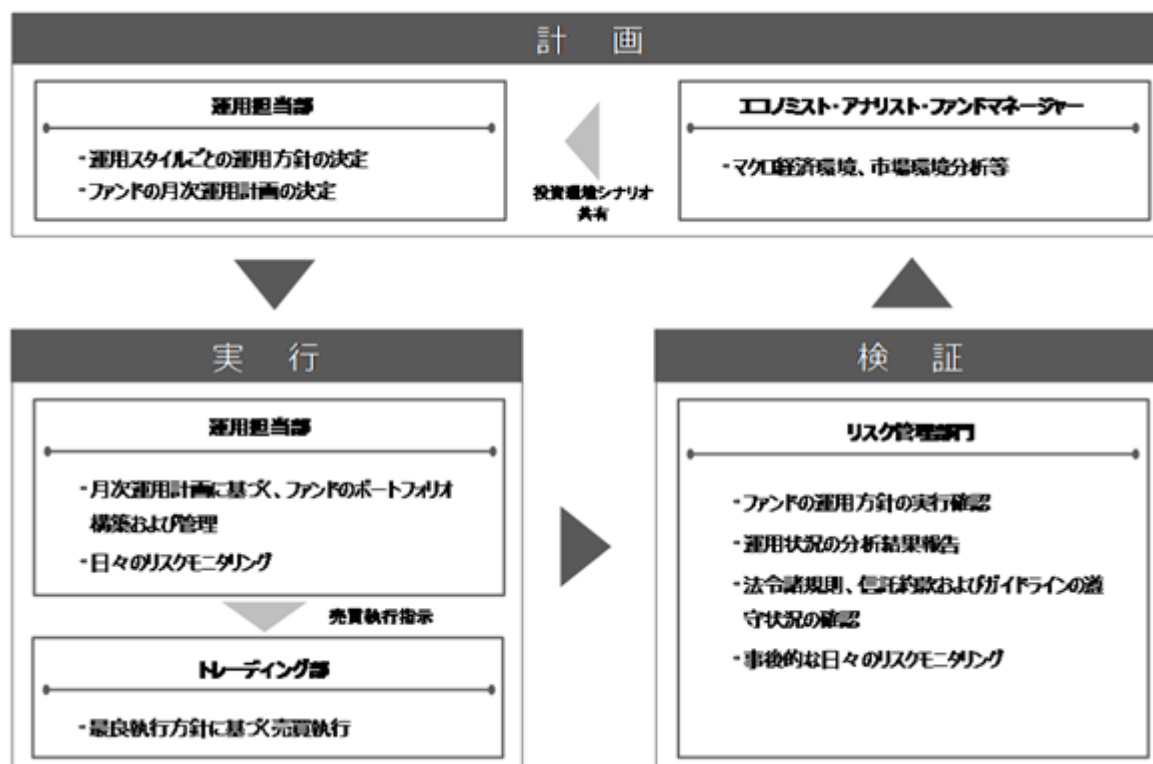 計 画
運用担当部
- 運用スタイルごとの運用方針の決定
- ファンドの月次運用計画の決定
投資環境シナリオ
共有
エコノミスト・アナリスト・ファンドマネージャー
- マクロ経済環境、市場環境分析等
実 行
運用担当部
- 月次運用計画に基づく、ファンドのポートフォリオ
構築および管理
- 日々のリスクモニタリング
売買執行指示
トレーディング部
- 最良執行方針に基づく売買執行
検 証
リスク管理部門
- ファンドの運用方針の実行確認
- 運用状況の分析結果報告
- 法令諸規則、信託約款およびガイドラインの遵
守状況の確認
- 事後的な日々のリスクモニタリング